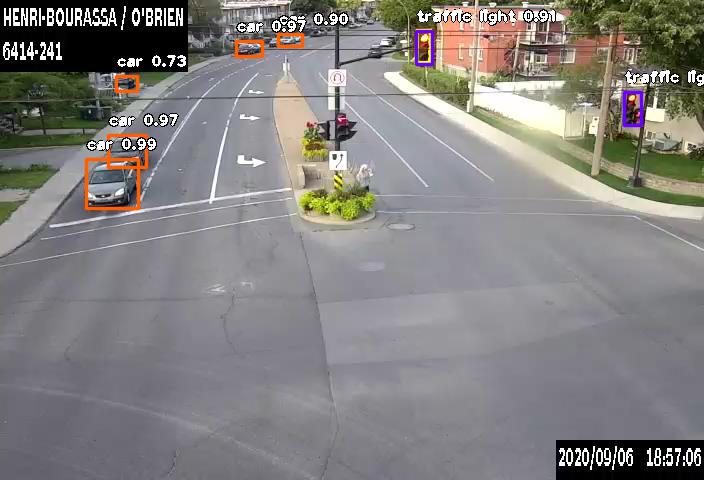 HENRI-BOURASSA / O'BRIEN
6414-241
car 0.97
car 0.90
traffic light 0.91
car 0.73
traffic lig
car 0.97
car 0.99
2020/09/06 18:57:06